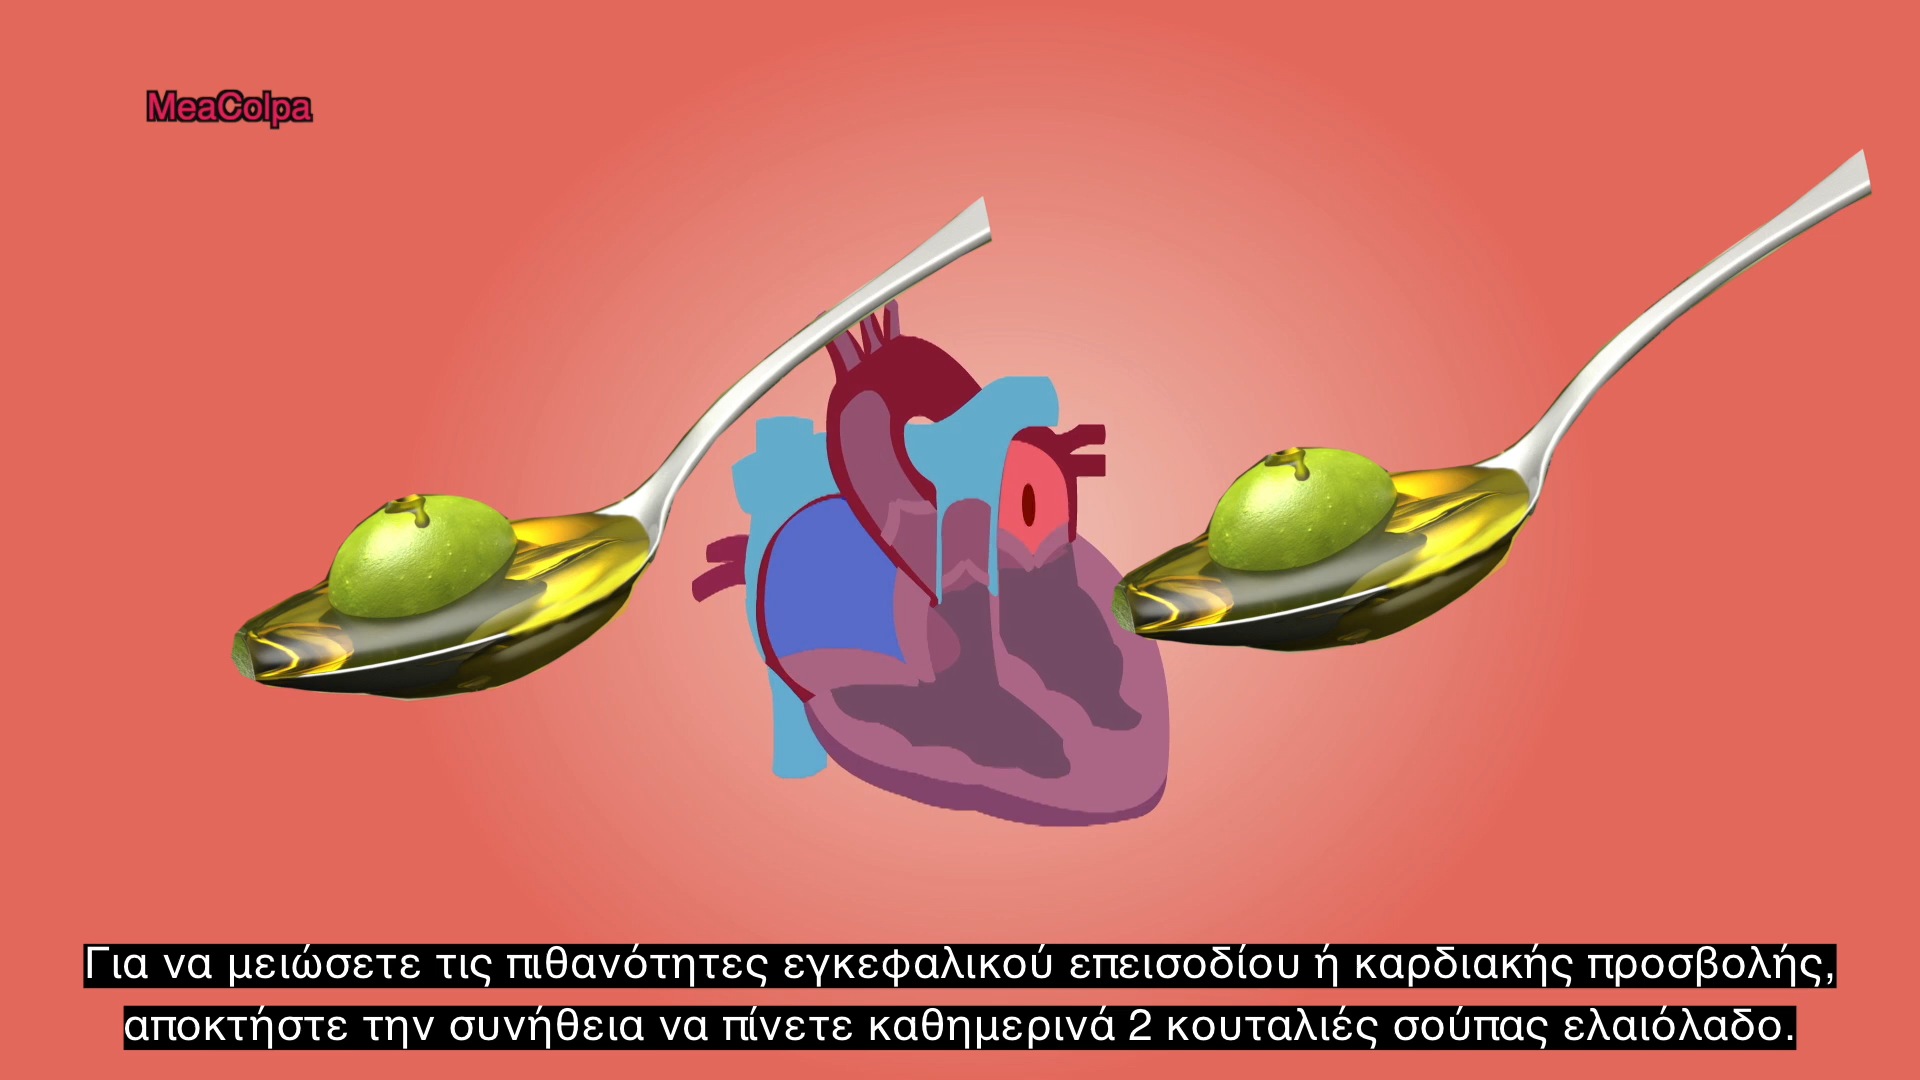 MeaColpa
Για να μειώσετε τις πιθανότητες εγκεφαλικού επεισοδίου ή καρδιακής προσβολής,
αποκτήστε την συνήθεια να πίνετε καθημερινά 2 κουταλιές σούπας ελαιόλαδο.